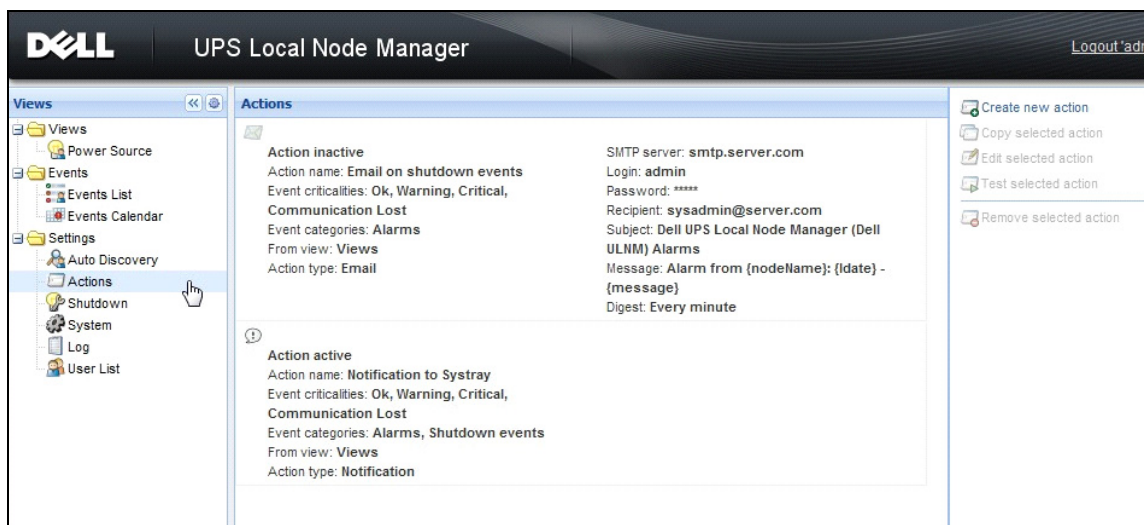 DELL
UPS Local Node Manager
Logout 'adr
Views
Views
Power Source
Events
Events List
Events Calendar
Settings
Auto Discovery
Actions
Shutdown
System
Log
User List
Actions
Action inactive
Action name: Email on shutdown events
Event criticalities: Ok, Warning, Critical,
Communication Lost
Event categories: Alarms
From view: Views
Action type: Email
SMTP server: smtp.server.com
Login: admin
Password: *****
Recipient: sysadmin@server.com
Subject: Dell UPS Local Node Manager (Dell
ULNM) Alarms
Message: Alarm from {nodeName}: {ldate} -
{message}
Digest: Every minute
Action active
Action name: Notification to Systray
Event criticalities: Ok, Warning, Critical,
Communication Lost
Event categories: Alarms, Shutdown events
From view: Views
Action type: Notification
Create new action
Copy selected action
Edit selected action
Test selected action
Remove selected action